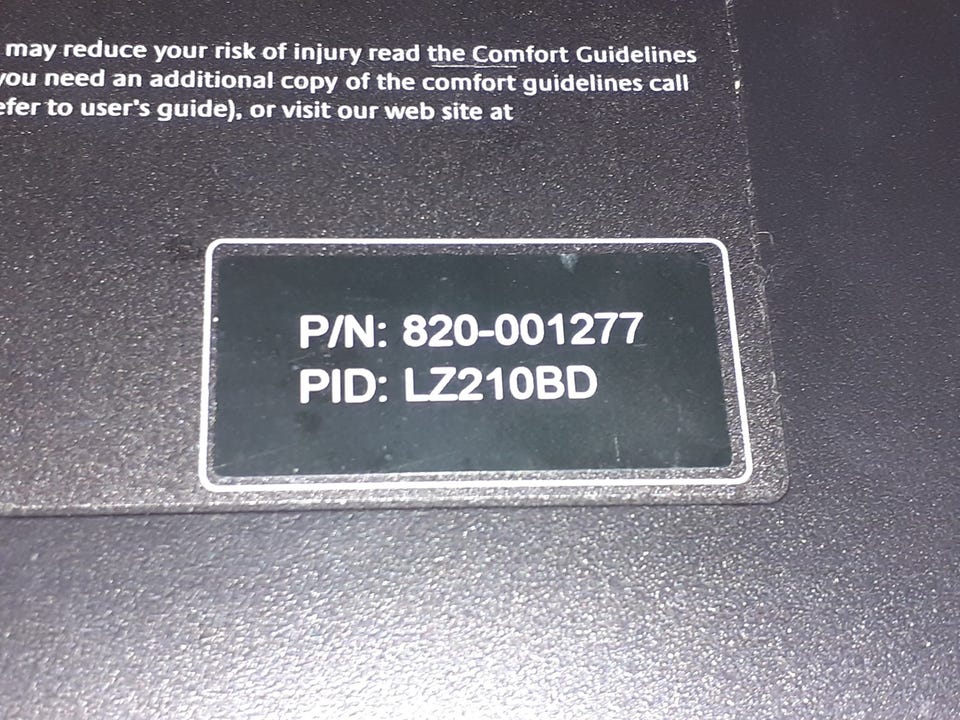 may reduce your risk of injury read the Comfort Guidelines
you need an additional copy of the comfort guidelines call
efer to user's guide), or visit our web site at
P/N: 820-001277
PID: LZ210BD